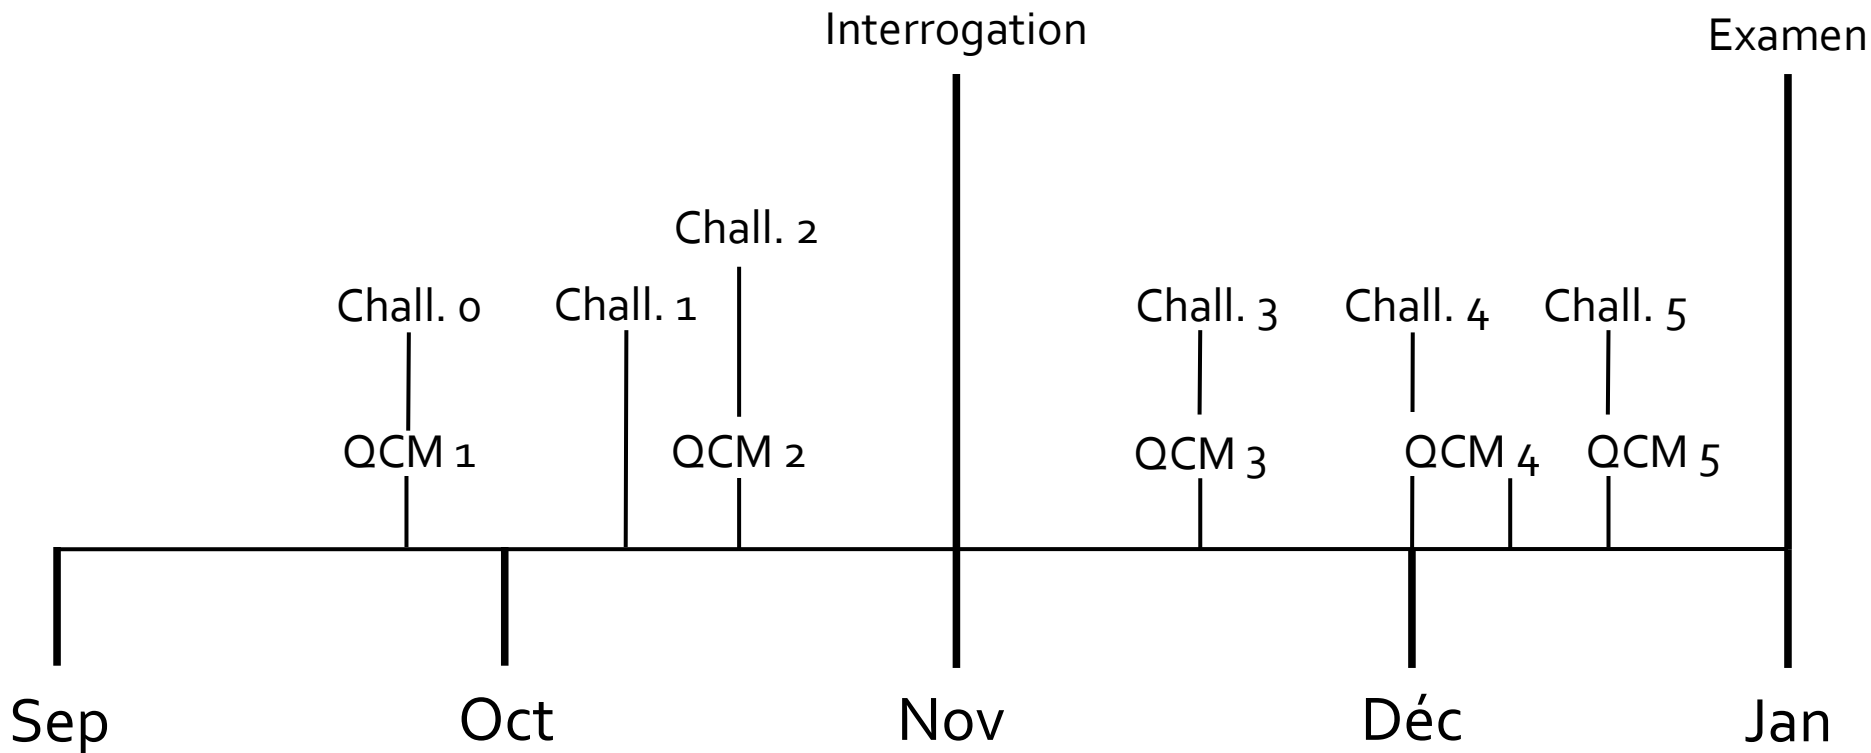 Interrogation
Examen
Chall. 2
Chall. 0
Chall. 1
Chall. 3
Chall. 4
Chall. 5
QCM 1
QCM 2
QCM 3
QCM 4
QCM 5
Sep
Oct
Nov
Déc
Jan